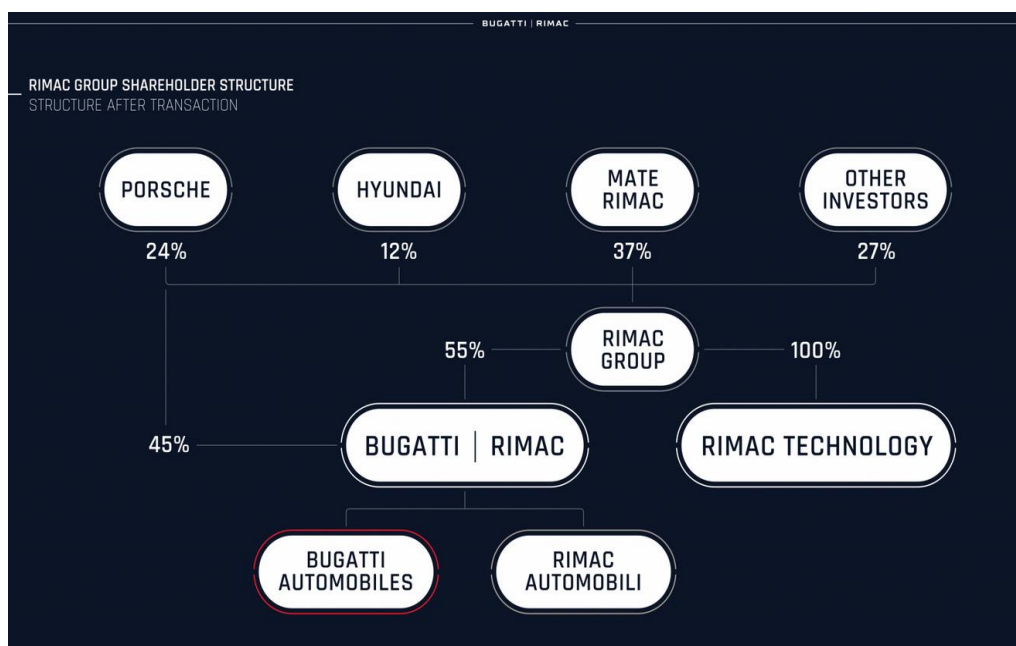 BUGATTI | RIMAC
RIMAC GROUP SHAREHOLDER STRUCTURE
STRUCTURE AFTER TRANSACTION
PORSCHE
HYUNDAI
MATE
RIMAC
OTHER
INVESTORS
24%
12%
37%
27%
RIMAC
GROUP
55%
100%
45%
BUGATTI | RIMAC
RIMAC TECHNOLOGY
BUGATTI
AUTOMOBILES
RIMAC
AUTOMOBILI